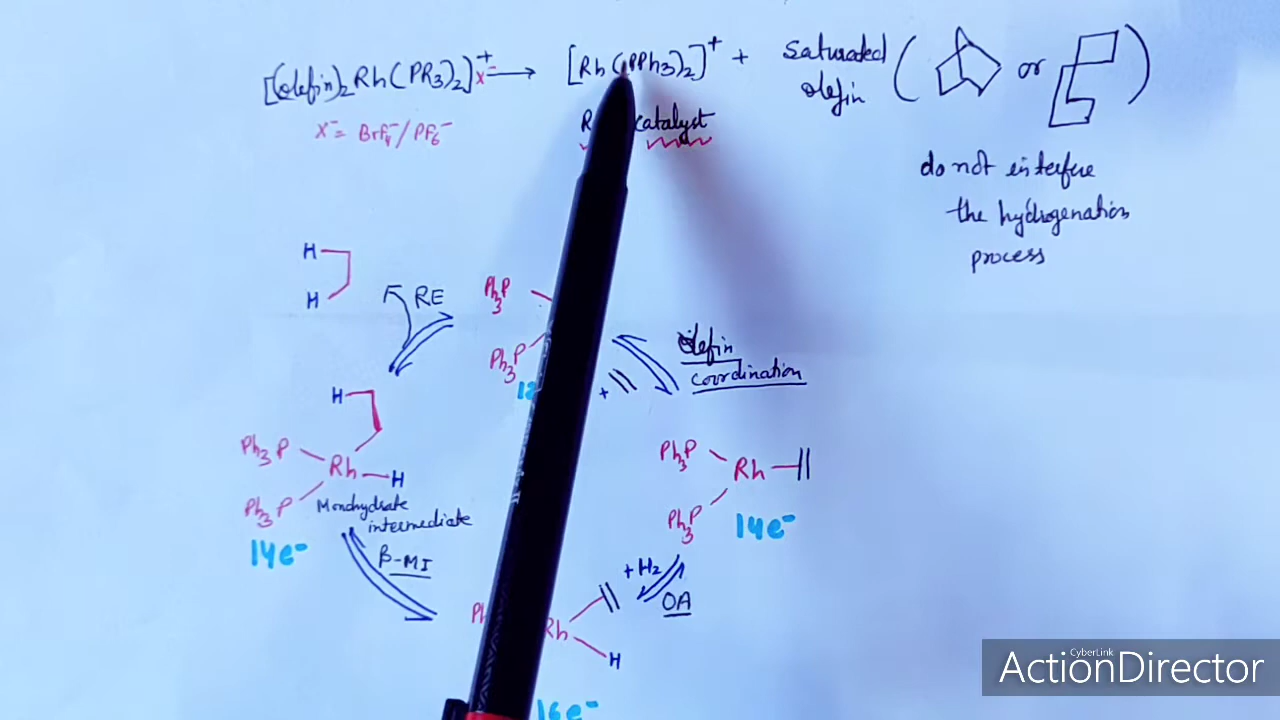 [(olefin)2Rh(PR3)2]+ X- → [Rh(PPh3)2]+ + Saturated olefin ( or )
X- = BrF4-/PF6-
catalyst
do not interfere
the hydrogenation
process
H
H
RE
Ph3P
Ph3P
+
olefin
coordination
H
Ph3P
Rh
H
Ph3P
Monohydrate
intermediate
14e-
β-MI
Ph3P
Rh
Ph3P
14e-
+ H2
OA
Rh
H
16e-
CyberLink
ActionDirector